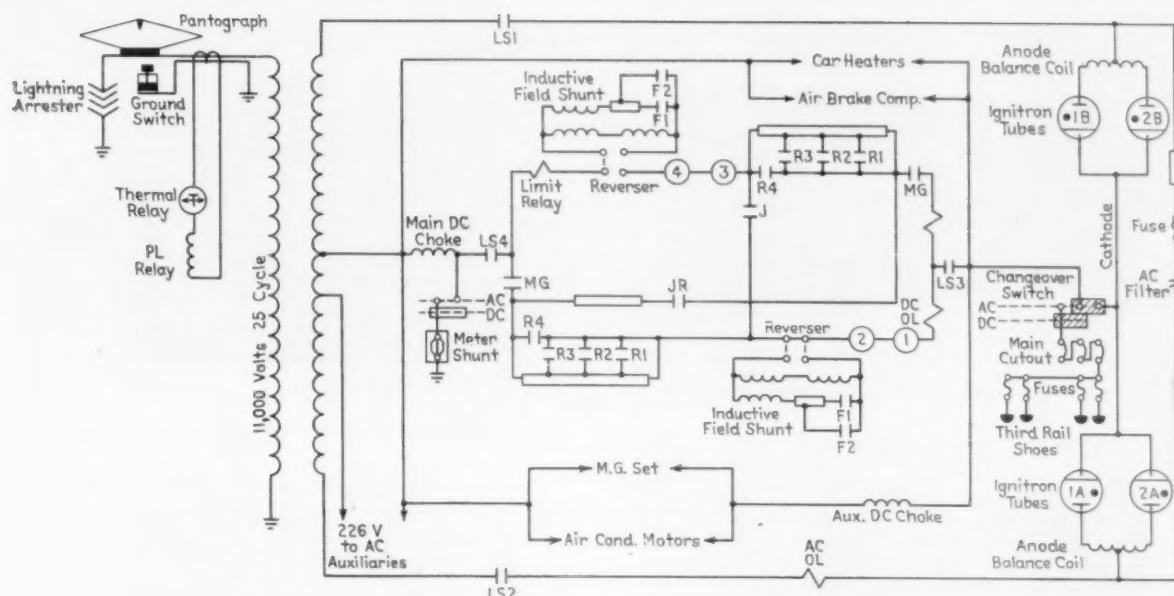 Pantograph
LS1
Lightning
Arrester
Ground
Switch
Thermal
Relay
PL
Relay
11,000 Volts 25 Cycle
Inductive
Field Shunt
F2
F1
Car Heaters
Air Brake Comp.
Anode
Balance Coil
Ignitron
Tubes
1B
2B
Limit
Relay
Reverser
4
3
R4
R3
R2
R1
MG
J
Main DC
Choke
LS4
MG
AC
DC
Meter
Shunt
JR
R4
R3
R2
R1
Reverser
2
1
DC
OL
LS3
Inductive
Field Shunt
F1
F2
Cathode
Fuse
AC
Filter
Changeover
Switch
AC
DC
Main
Cutout
Fuses
Third Rail
Shoes
Ignitron
Tubes
1A
2A
Anode
Balance Coil
M.G. Set
Air Cond. Motors
Aux. DC Choke
226 V
to AC
Auxiliaries
LS2
AC
OL